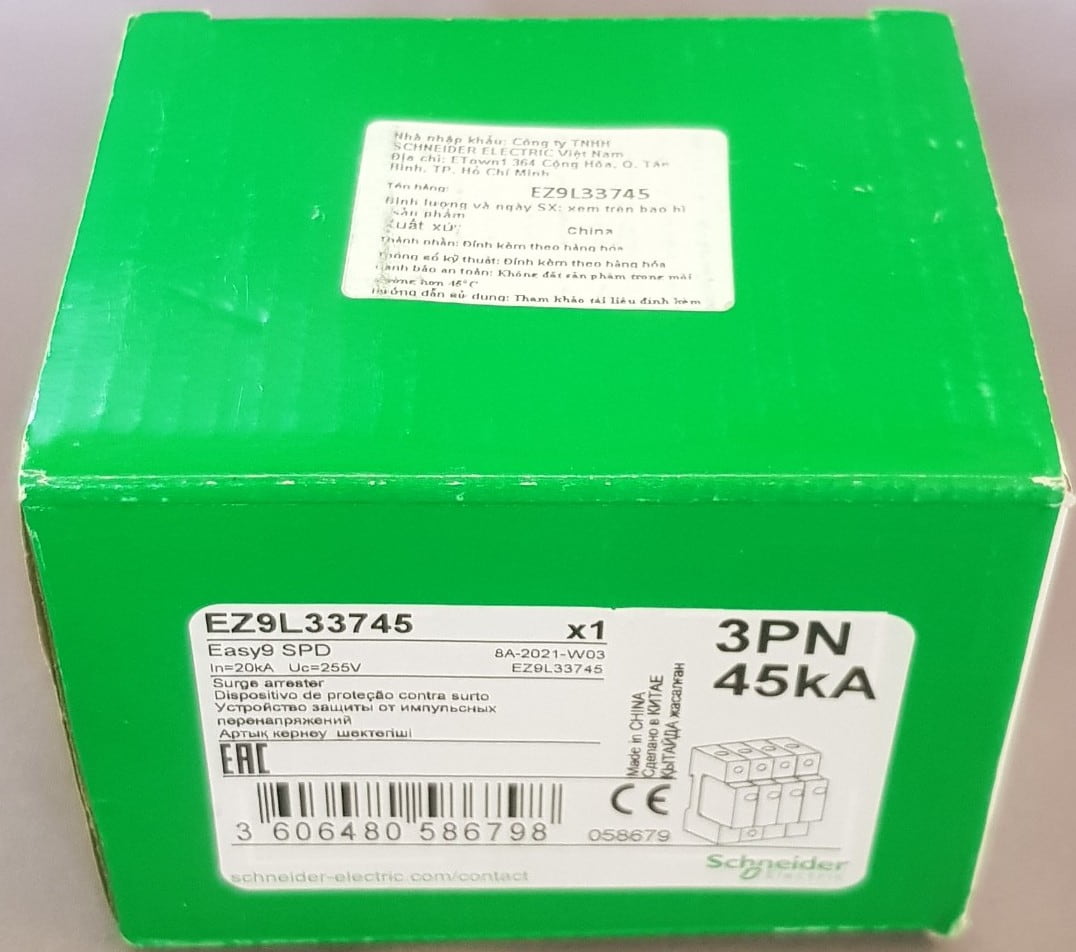 Nhà nhập khẩu: Công ty TNHH
SCHNEIDER ELECTRIC Việt Nam
Địa chỉ: ETown1 364 Cộng Hòa, Q. Tân
Bình, TP. Hồ Chí Minh
Tên hàng: EZ9L33745
Định lượng và ngày SX: xem trên bao bì
sản phẩm
Xuất xứ: China
Thành phần: Đính kèm theo hàng hóa
Thông số kỹ thuật: Đính kèm theo hàng hóa
Cảnh báo an toàn: Không đặt sản phẩm trong môi
trường hơn 45°C
Hướng dẫn sử dụng: Tham khảo tài liệu đính kèm
EZ9L33745 x1
Easy9 SPD 8A-2021-W03
In=20kA Uc=255V EZ9L33745
Surge arrester
Dispositivo de proteção contra surto
Устройство защиты от импульсных
перенапряжений
Артық кернеу шектегіші
EAC
Made in CHINA
Сделано в КИТАЕ
ҚЫТАЙДА жасалған
3PN
45kA
CE
3 606480 586798
058679
Schneider
Electric
schneider-electric.com/contact